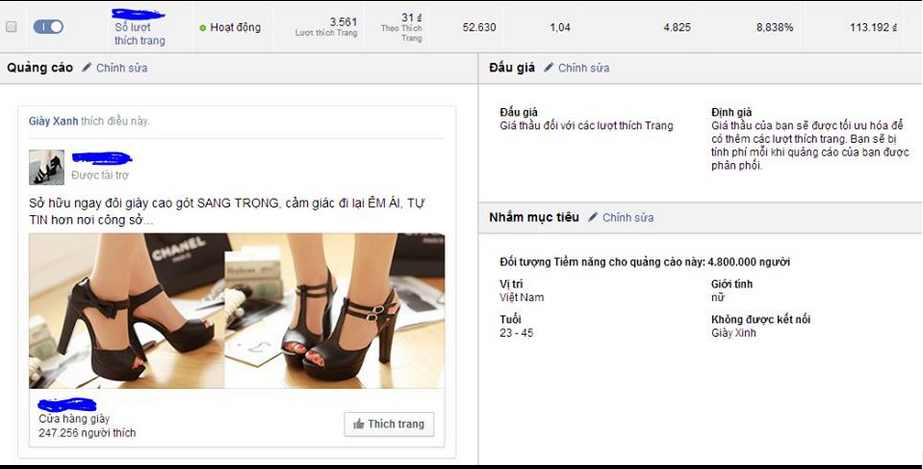 Số lượt
thích trang
Hoạt động
3.561
Lượt thích Trang
31 ₫
Theo Thích
Trang
52.630
1,04
4.825
8,838%
113.192 ₫
Quảng cáo
Chỉnh sửa
Giày Xanh thích điều này.
Được tài trợ
Sở hữu ngay đôi giày cao gót SANG TRỌNG, cảm giác đi lại ÊM ÁI, TỰ
TIN hơn nơi công sở...
CHANEL
PARIS
Cửa hàng giày
247.256 người thích
Thích trang
Đấu giá
Chỉnh sửa
Đấu giá
Giá thầu đối với các lượt thích Trang
Định giá
Giá thầu của bạn sẽ được tối ưu hóa để
có thêm các lượt thích trang. Bạn sẽ bị
tính phí mỗi khi quảng cáo của bạn được
phân phối.
Nhắm mục tiêu
Chỉnh sửa
Đối tượng Tiềm năng cho quảng cáo này: 4.800.000 người
Vị trí
Việt Nam
Giới tính
nữ
Tuổi
23 - 45
Không được kết nối
Giày Xinh